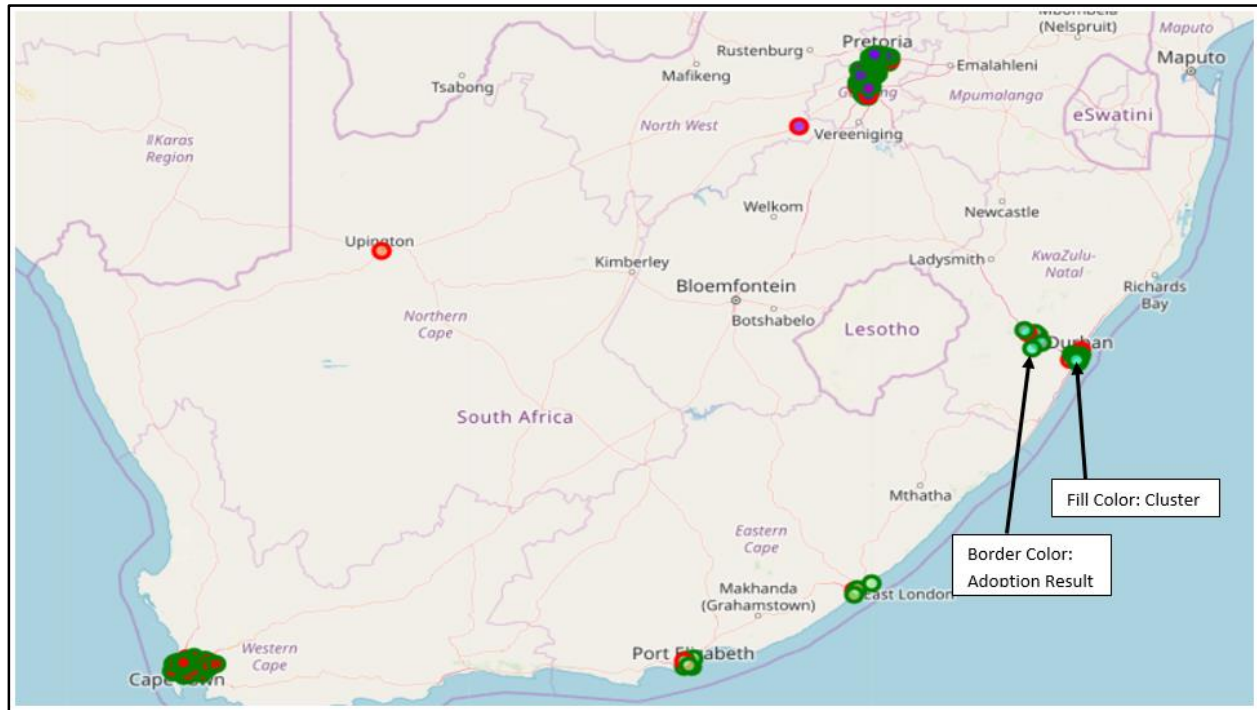 Mbombela
(Nelspruit)
Maputo
Rustenburg
Pretoria
Mafikeng
Emalahleni
Maputo
Tsabong
Mpumalanga
eSwatini
North West
Vereeniging
ǁKaras
Region
Welkom
Newcastle
Upington
Kimberley
Ladysmith
KwaZulu-
Natal
Bloemfontein
Richards
Bay
Botshabelo
Northern
Cape
Lesotho
Durban
South Africa
Mthatha
Fill Color: Cluster
Eastern
Cape
Border Color:
Adoption Result
Makhanda
(Grahamstown)
East London
Western
Cape
Port Elizabeth
Cape Town